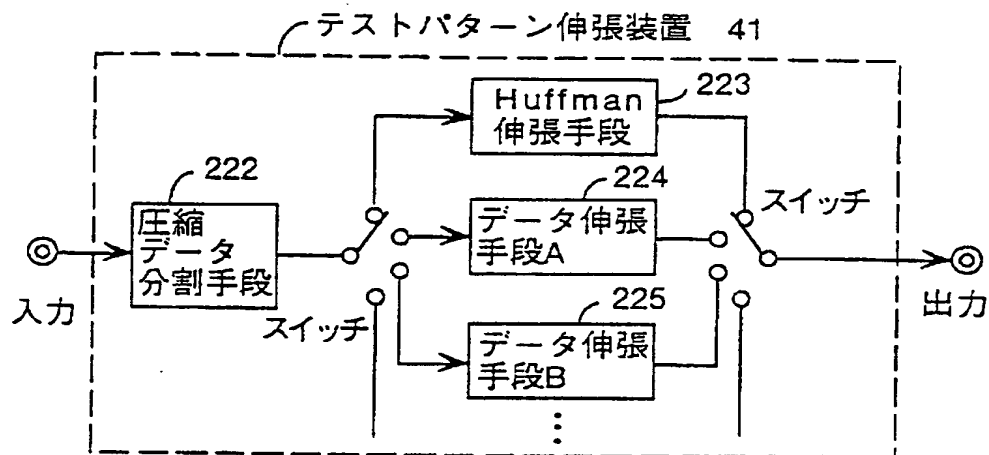 テストパターン伸張装置 41
Huffman
伸張手段
223
222
圧縮
データ
分割手段
224
データ伸張
手段A
スイッチ
入力
スイッチ
225
データ伸張
手段B
出力